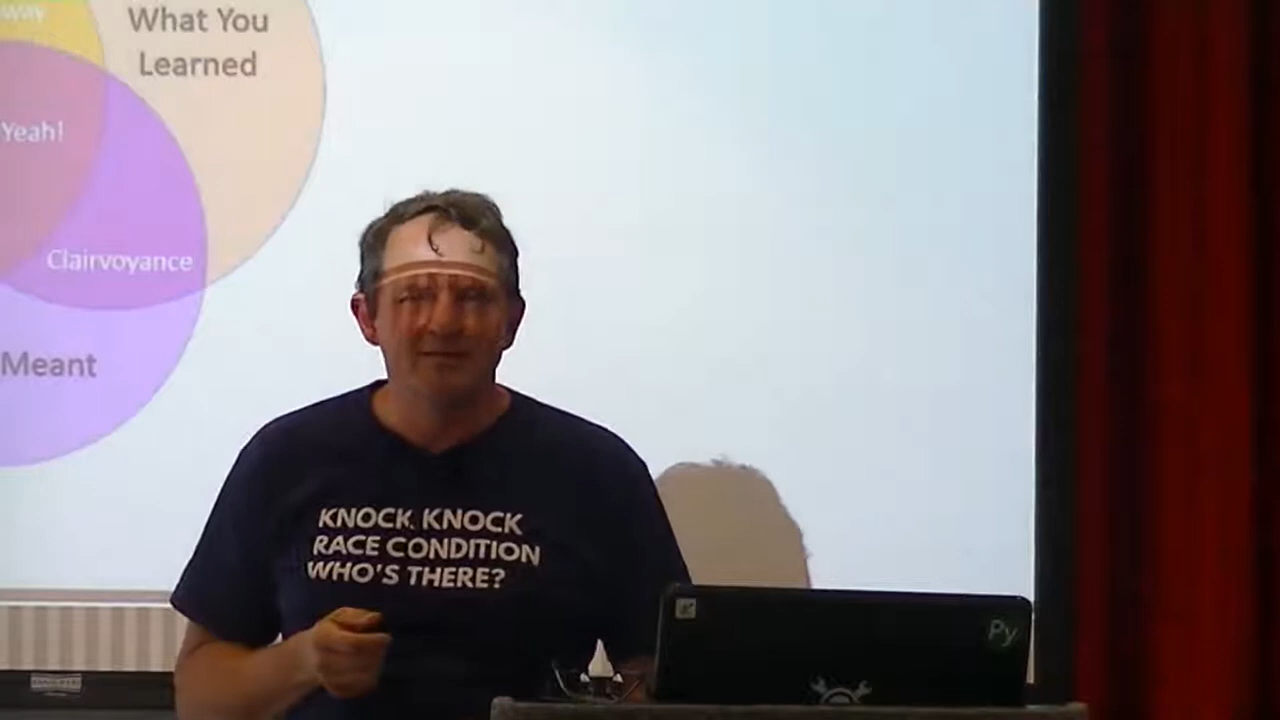 What You
Learned
Yeah!
Clairvoyance
Meant
KNOCK, KNOCK
RACE CONDITION
WHO'S THERE?
Py